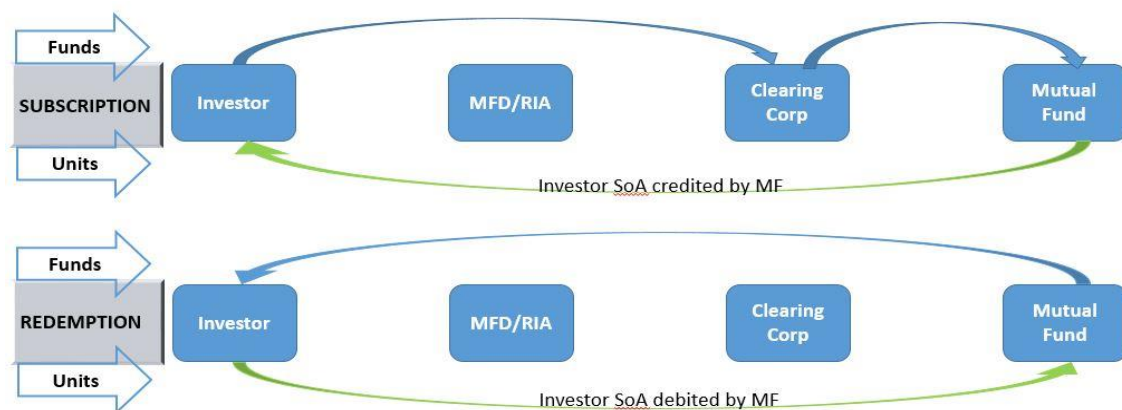 Funds
SUBSCRIPTION
Units
Investor
MFD/RIA
Clearing
Corp
Mutual
Fund
Investor SoA credited by MF
Funds
REDEMPTION
Units
Investor
MFD/RIA
Clearing
Corp
Mutual
Fund
Investor SoA debited by MF